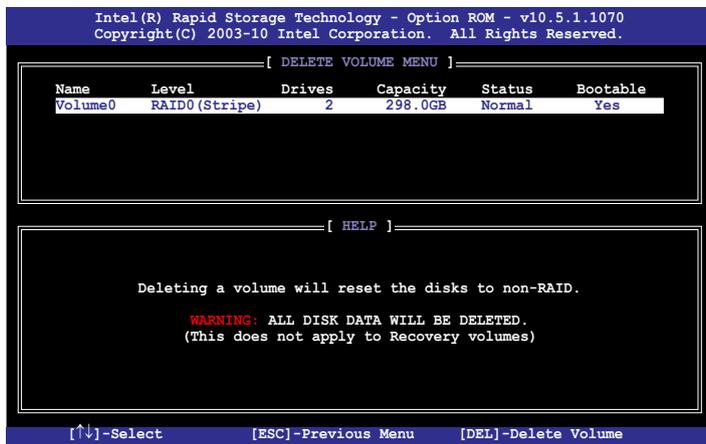 Intel(R) Rapid Storage Technology - Option ROM - v10.5.1.1070
Copyright(C) 2003-10 Intel Corporation. All Rights Reserved.
[ DELETE VOLUME MENU ]
Name Level Drives Capacity Status Bootable
Volume0 RAID0(Stripe) 2 298.0GB Normal Yes
[ HELP ]
Deleting a volume will reset the disks to non-RAID.
WARNING: ALL DISK DATA WILL BE DELETED.
(This does not apply to Recovery volumes)
[↑↓]-Select [ESC]-Previous Menu [DEL]-Delete Volume